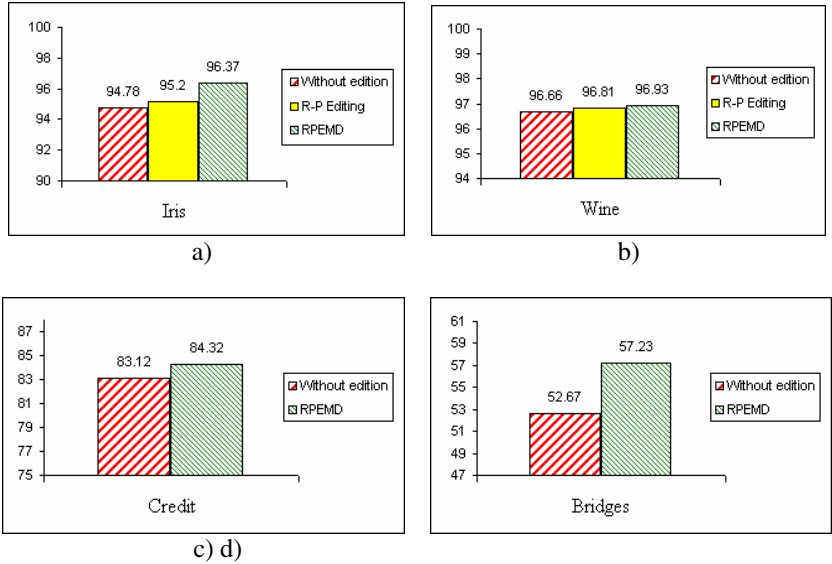 100
98
96
94
92
90
94.78
95.2
96.37
Without edition
R-P Editing
RPEMD
Iris
a)
100
99
98
97
96
95
94
96.66
96.81
96.93
Without edition
R-P Editing
RPEMD
Wine
b)
87
85
83
81
79
77
75
83.12
84.32
Without edition
RPEMD
Credit
61
59
57
55
53
51
49
47
52.67
57.23
Without edition
RPEMD
Bridges
c) d)